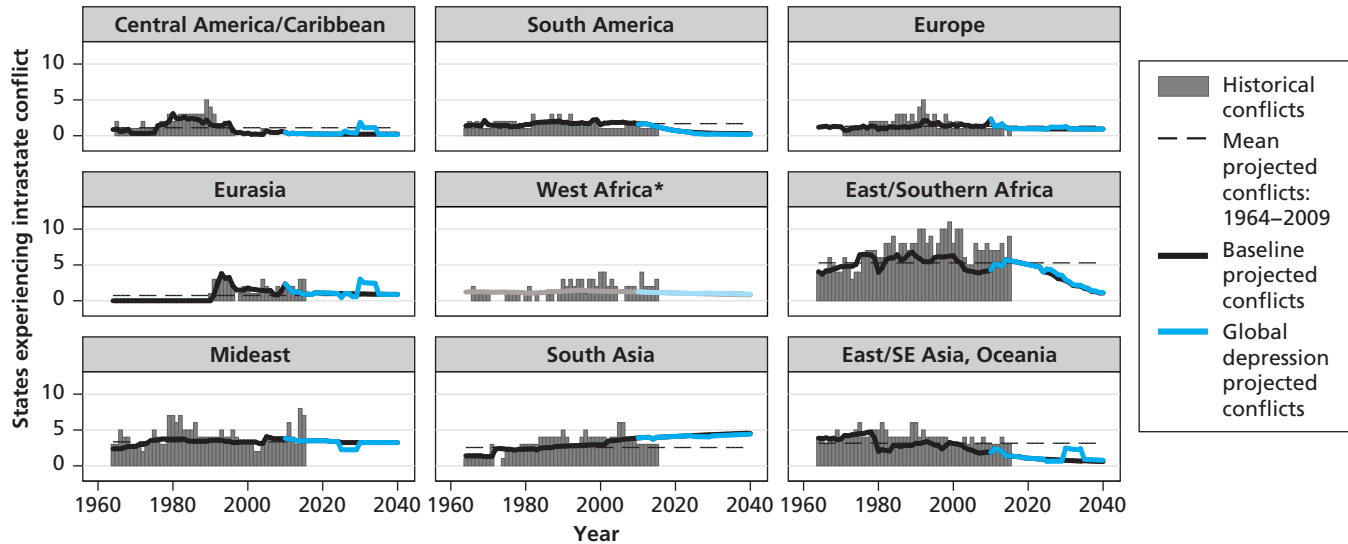 States experiencing intrastate conflict
Central America/Caribbean
South America
Europe
10
5
0
Eurasia
West Africa*
East/Southern Africa
10
5
0
Mideast
South Asia
East/SE Asia, Oceania
10
5
0
1960 1980 2000 2020 2040
1960 1980 2000 2020 2040
1960 1980 2000 2020 2040
Year
Historical
conflicts
Mean
projected
conflicts:
1964–2009
Baseline
projected
conflicts
Global
depression
projected
conflicts